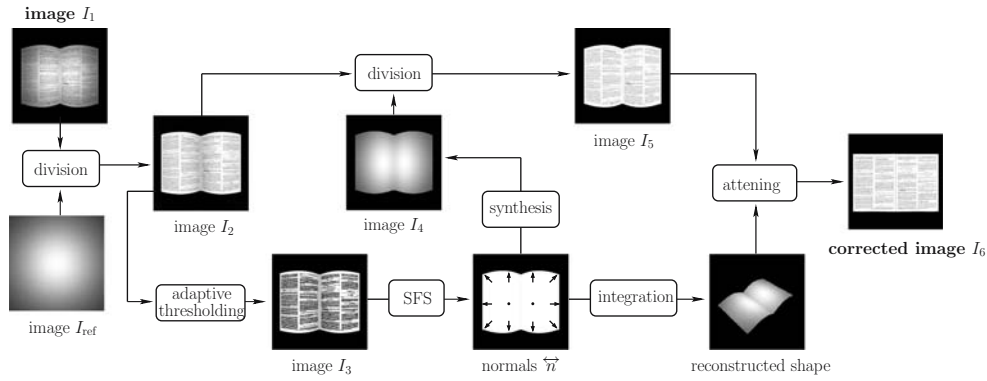 image I₁
division
image I_ref
image I₂
division
image I₄
image I₅
adaptive
thresholding
image I₃
SFS
synthesis
normals n
integration
reconstructed shape
attening
corrected image I₆